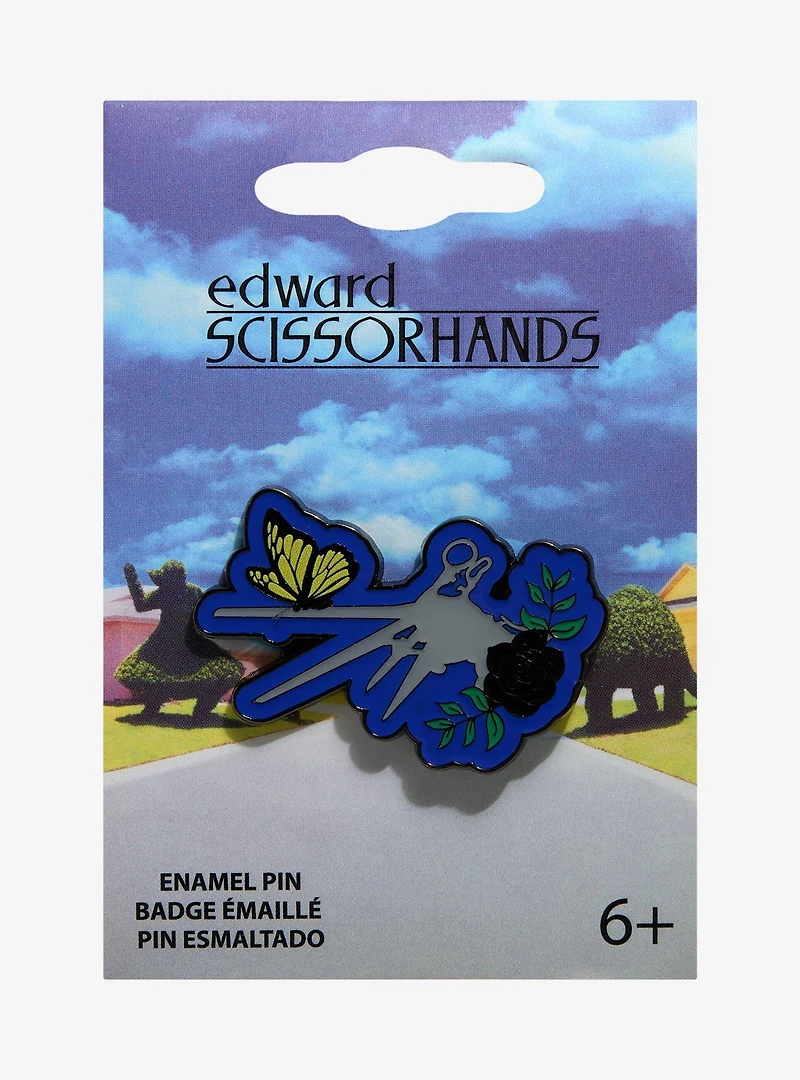 edward
SCISSORHANDS
ENAMEL PIN
BADGE ÉMAILLÉ
PIN ESMALTADO
6+